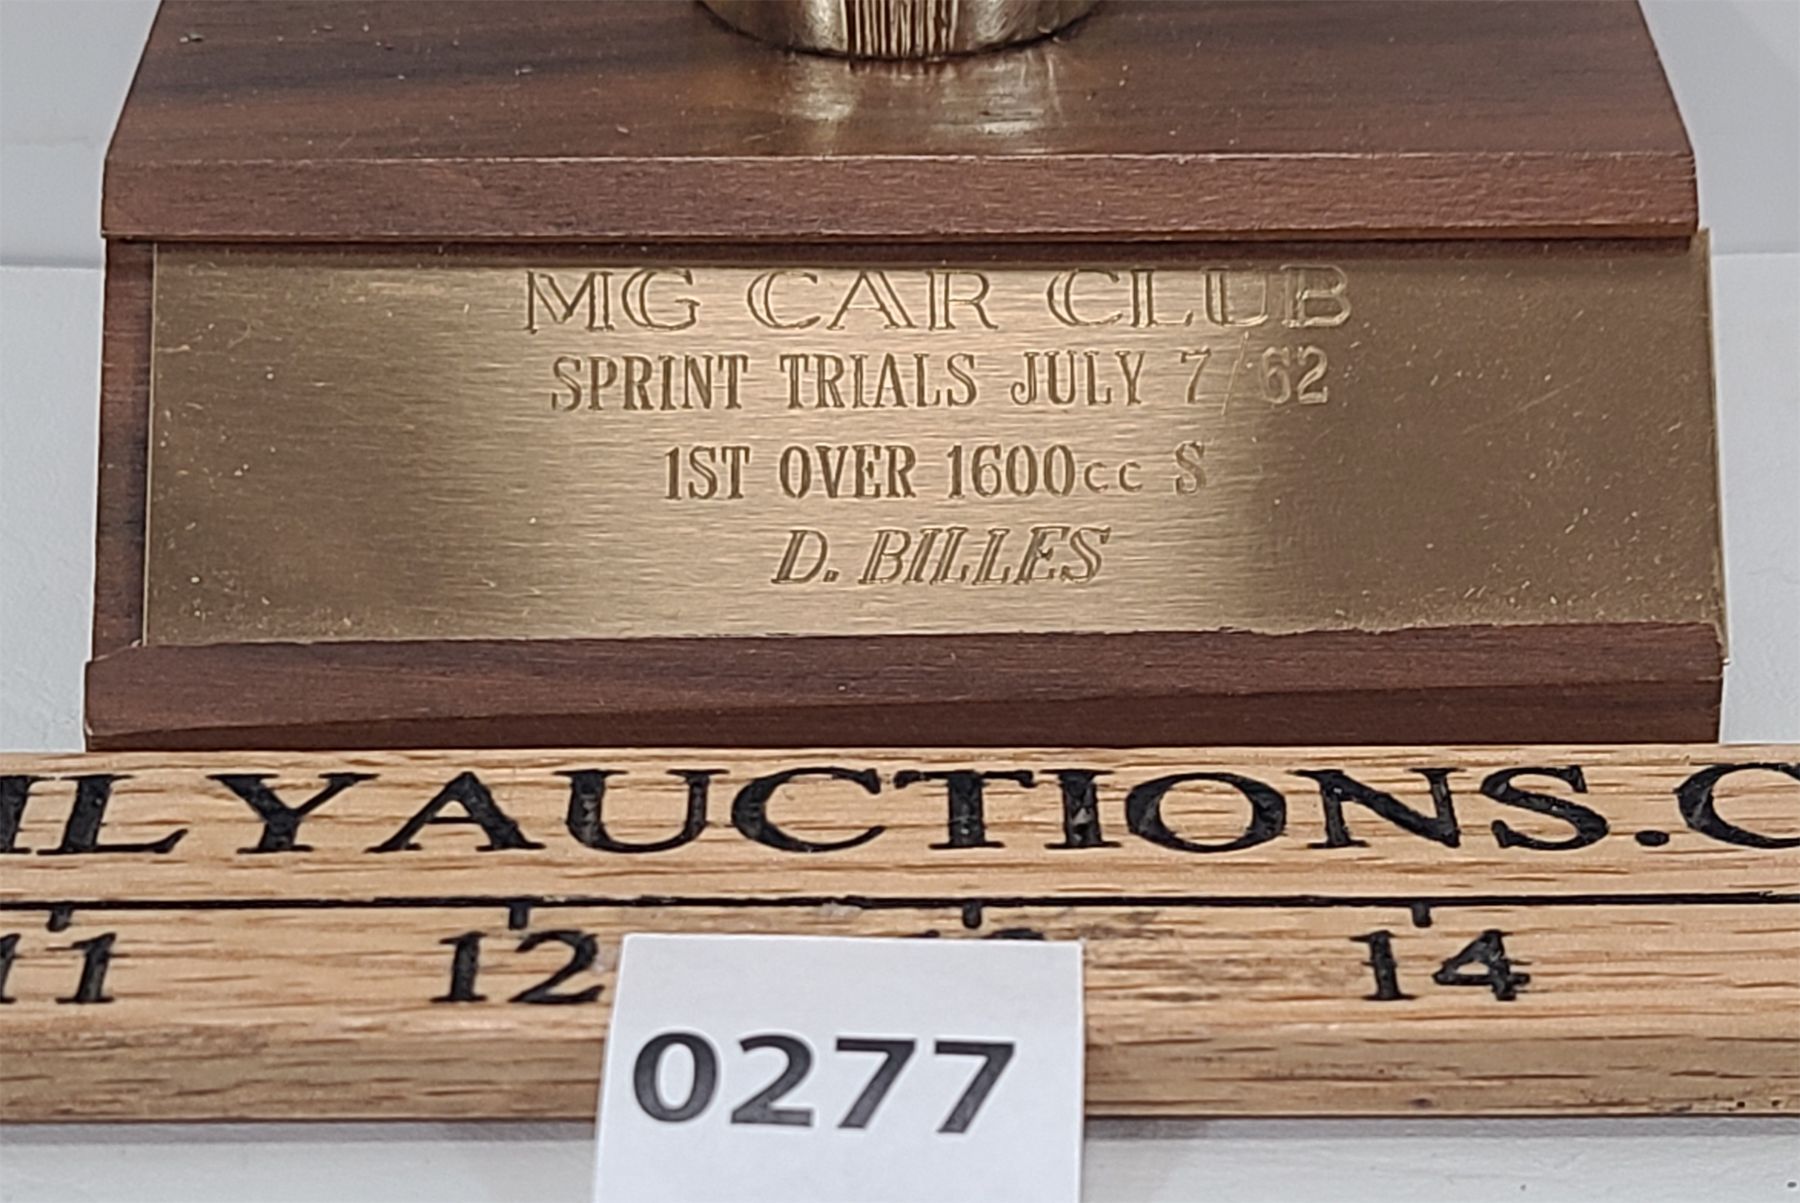 MG CAR CLUB
SPRINT TRIALS JULY 7/62
1ST OVER 1600cc S
D. BILLES
ILYAUCTIONS.C
11 12 14
0277